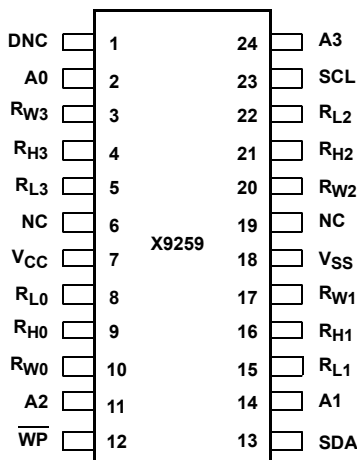 DNC 1 24 A3
A0 2 23 SCL
RW3 3 22 RL2
RH3 4 21 RH2
RL3 5 20 RW2
NC 6 19 NC
X9259
VCC 7 18 VSS
RL0 8 17 RW1
RH0 9 16 RH1
RW0 10 15 RL1
A2 11 14 A1
W̅P̅ 12 13 SDA